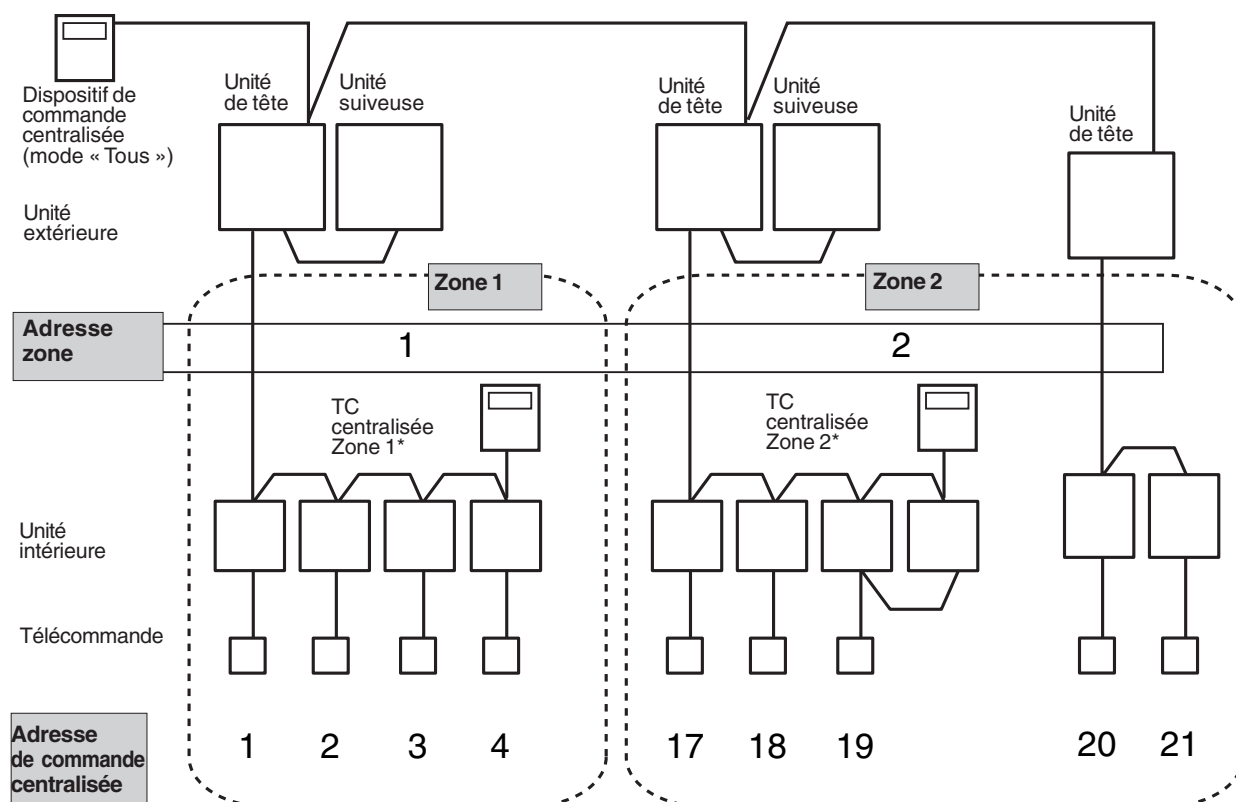 Dispositif de
commande
centralisée
(mode « Tous »)
Unité
de tête
Unité
suiveuse
Unité
de tête
Unité
suiveuse
Unité
de tête
Unité
extérieure
Zone 1
Zone 2
Adresse
zone
1
2
TC
centralisée
Zone 1*
TC
centralisée
Zone 2*
Unité
intérieure
Télécommande
Adresse
de commande
centralisée
1 2 3 4 17 18 19 20 21